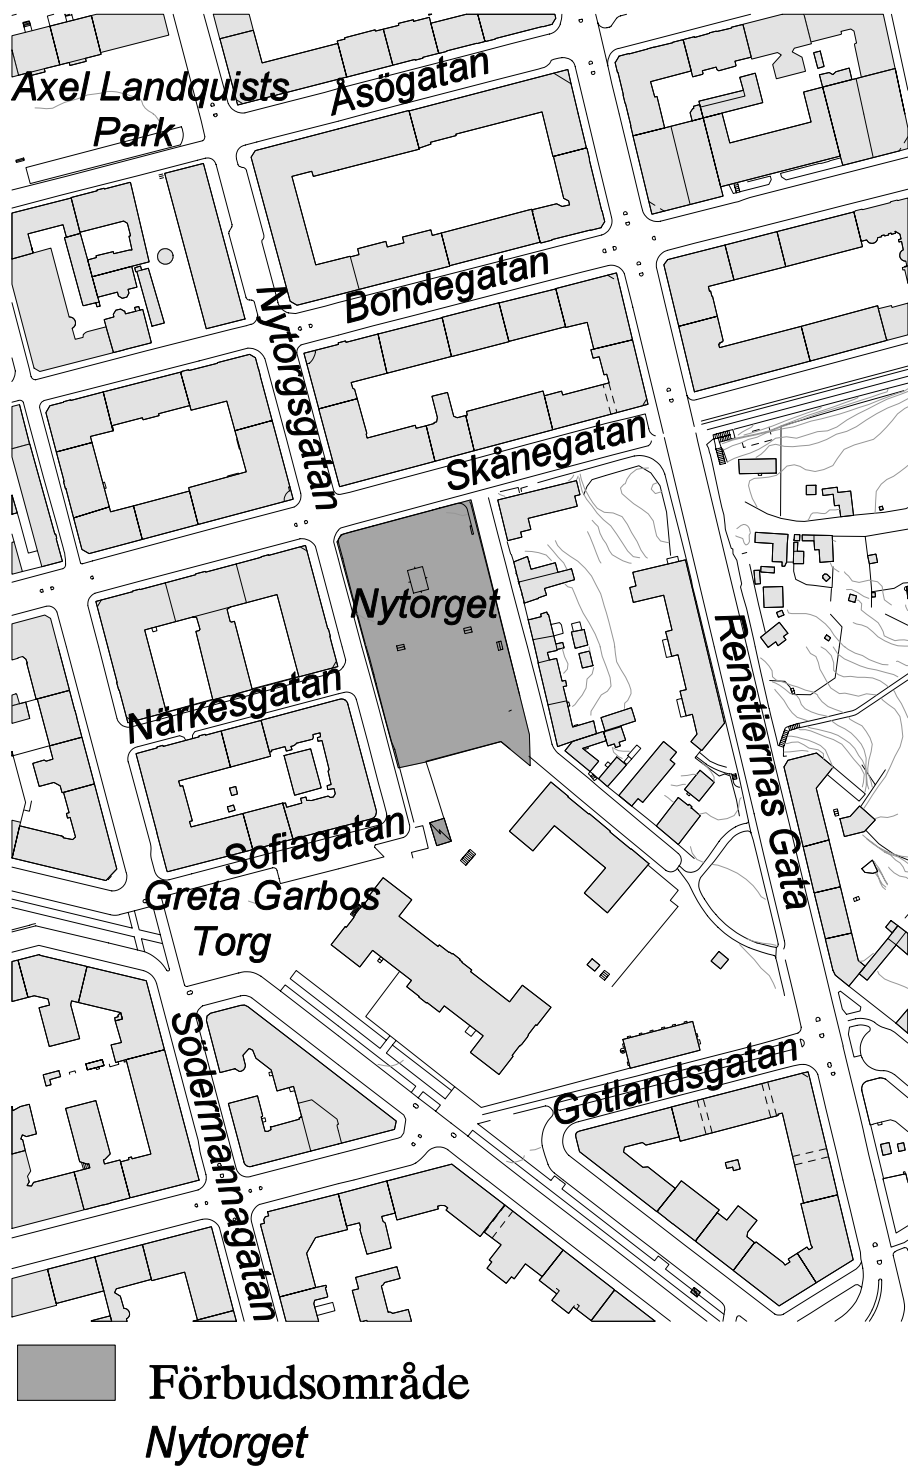 Axel Landquists
Park
Åsögatan
Bondegatan
Nytorgsgatan
Skånegatan
Nytorget
Närkesgatan
Renstiernas Gata
Sofiagatan
Greta Garbos
Torg
Södermannagatan
Gotlandsgatan
Förbudsområde
Nytorget